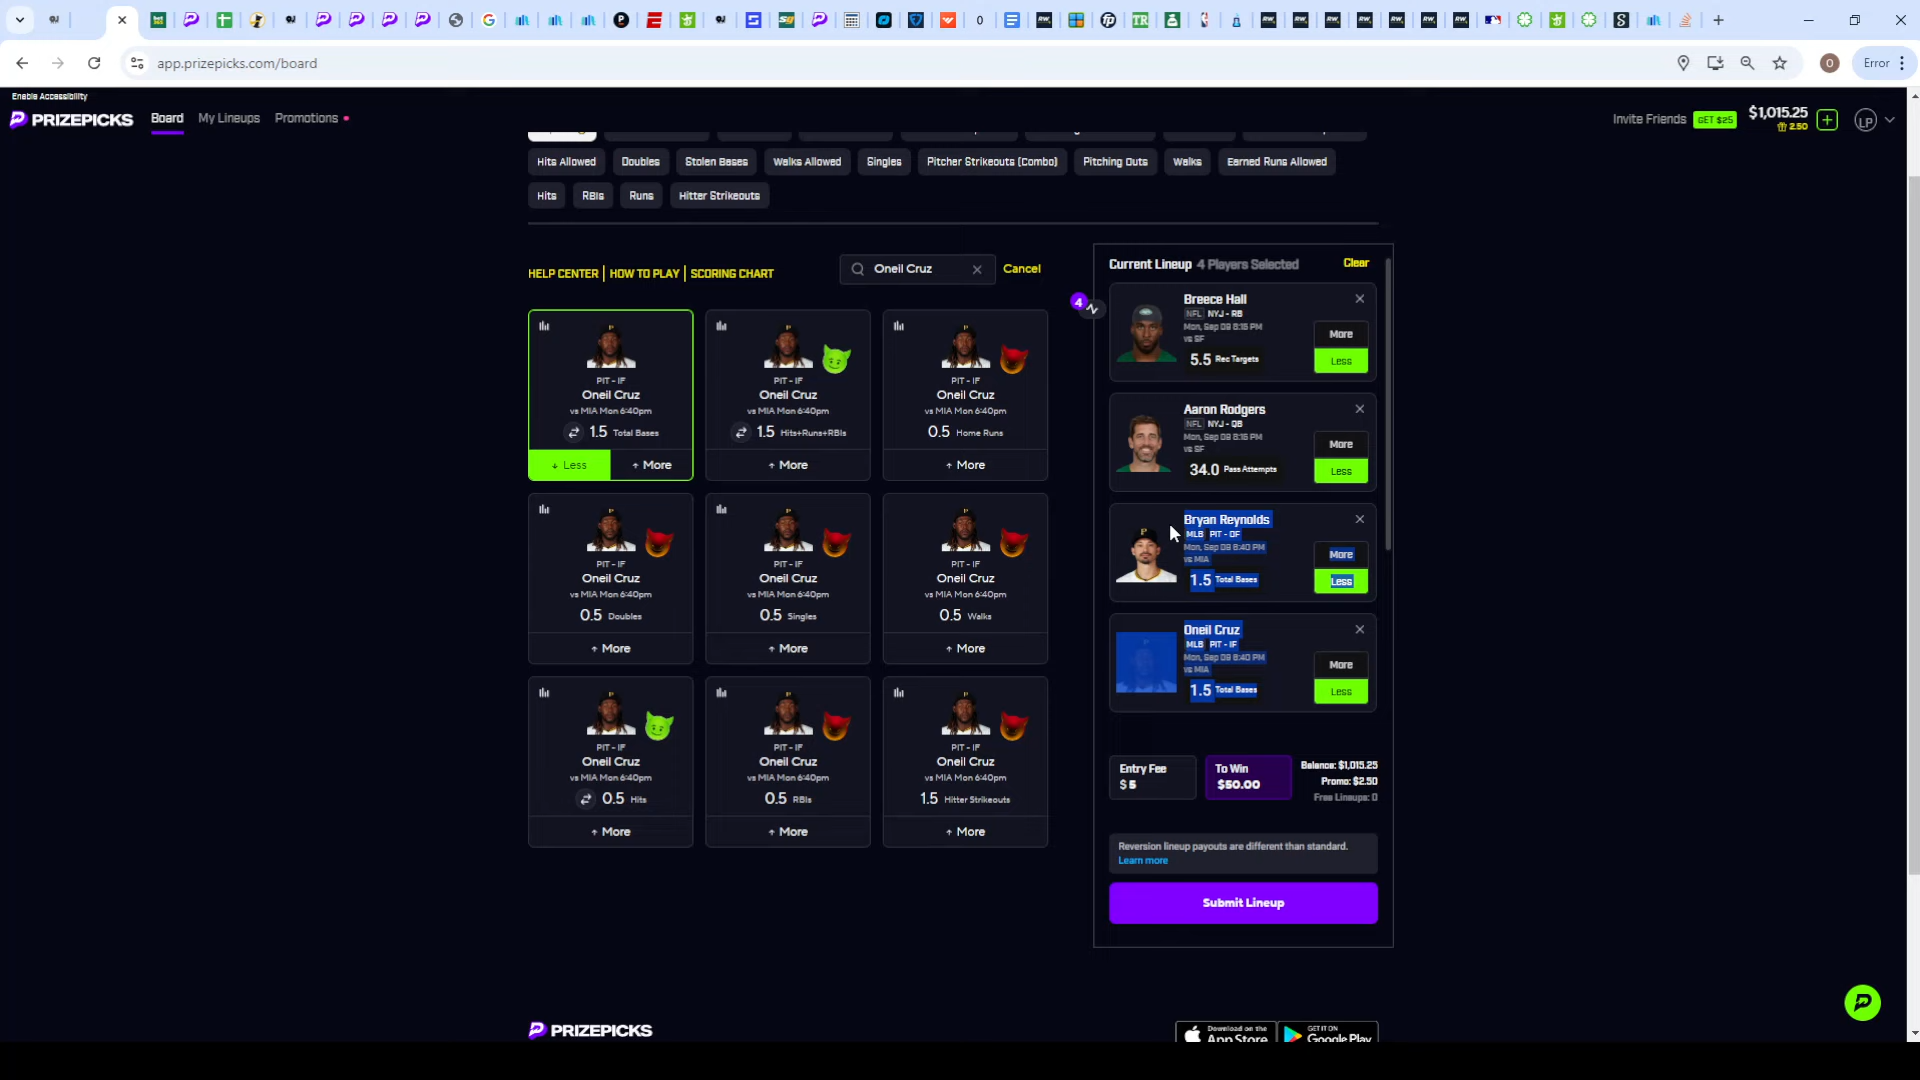 app.prizepicks.com/board
Error
Enable Accessibility
PRIZEPICKS
Board
My Lineups
Promotions
Invite Friends
GET $25
$1,015.25
2.50
LP
Hits Allowed
Doubles
Stolen Bases
Walks Allowed
Singles
Pitcher Strikeouts (Combo)
Pitching Outs
Walks
Earned Runs Allowed
Hits
RBIs
Runs
Hitter Strikeouts
HELP CENTER
HOW TO PLAY
SCORING CHART
Oneil Cruz
Cancel
PIT - IF
Oneil Cruz
vs MIA Mon 6:40pm
1.5 Total Bases
Less
More
PIT - IF
Oneil Cruz
vs MIA Mon 6:40pm
1.5 Hits+Runs+RBIs
More
PIT - IF
Oneil Cruz
vs MIA Mon 6:40pm
0.5 Home Runs
More
PIT - IF
Oneil Cruz
vs MIA Mon 6:40pm
0.5 Doubles
More
PIT - IF
Oneil Cruz
vs MIA Mon 6:40pm
0.5 Singles
More
PIT - IF
Oneil Cruz
vs MIA Mon 6:40pm
0.5 Walks
More
PIT - IF
Oneil Cruz
vs MIA Mon 6:40pm
0.5 Hits
More
PIT - IF
Oneil Cruz
vs MIA Mon 6:40pm
0.5 RBIs
More
PIT - IF
Oneil Cruz
vs MIA Mon 6:40pm
1.5 Hitter Strikeouts
More
Current Lineup 4 Players Selected
Clear
4
Breece Hall
NFL NYJ - RB
Mon, Sep 09 8:15 PM
vs SF
5.5 Rec Targets
More
Less
Aaron Rodgers
NFL NYJ - QB
Mon, Sep 09 8:15 PM
vs SF
34.0 Pass Attempts
More
Less
Bryan Reynolds
MLB PIT - OF
Mon, Sep 09 6:40 PM
vs MIA
1.5 Total Bases
More
Less
Oneil Cruz
MLB PIT - IF
Mon, Sep 09 6:40 PM
vs MIA
1.5 Total Bases
More
Less
Entry Fee
$ 5
To Win
$50.00
Balance: $1,015.25
Promo: $2.50
Free Lineups: 0
Reversion lineup payouts are different than standard.
Learn more
Submit Lineup
PRIZEPICKS
Download on the
App Store
GET IT ON
Google Play